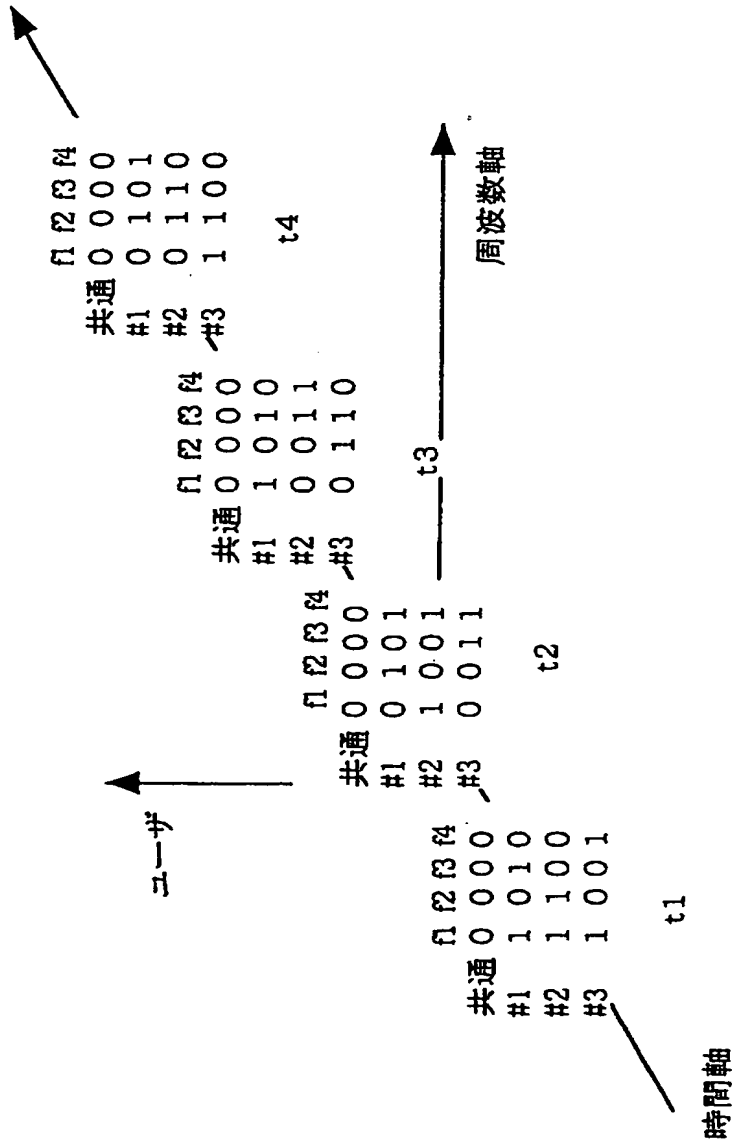 ユーザ
f1 f2 f3 f4
共通 0 0 0 0
#1 1 0 1 0
#2 1 1 0 0
#3 1 0 0 1
t1
f1 f2 f3 f4
共通 0 0 0 0
#1 0 1 0 1
#2 1 0 0 1
#3 0 0 1 1
t2
f1 f2 f3 f4
共通 0 0 0 0
#1 1 0 1 0
#2 0 0 1 1
#3 0 1 1 0
t3
f1 f2 f3 f4
共通 0 0 0 0
#1 0 1 0 1
#2 0 1 1 0
#3 1 1 0 0
t4
周波数軸
時間軸